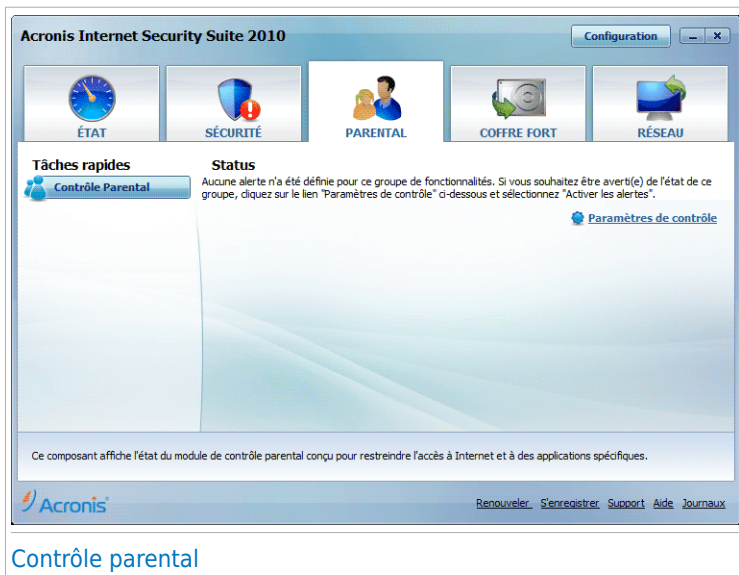 Acronis Internet Security Suite 2010
Configuration
ÉTAT
SÉCURITÉ
PARENTAL
COFFRE FORT
RÉSEAU
Tâches rapides
Contrôle Parental
Status
Aucune alerte n'a été définie pour ce groupe de fonctionnalités. Si vous souhaitez être averti(e) de l'état de ce
groupe, cliquez sur le lien "Paramètres de contrôle" ci-dessous et sélectionnez "Activer les alertes".
Paramètres de contrôle
Ce composant affiche l'état du module de contrôle parental conçu pour restreindre l'accès à Internet et à des applications spécifiques.
Acronis
Renouveler S'enregistrer Support Aide Journaux
Contrôle parental